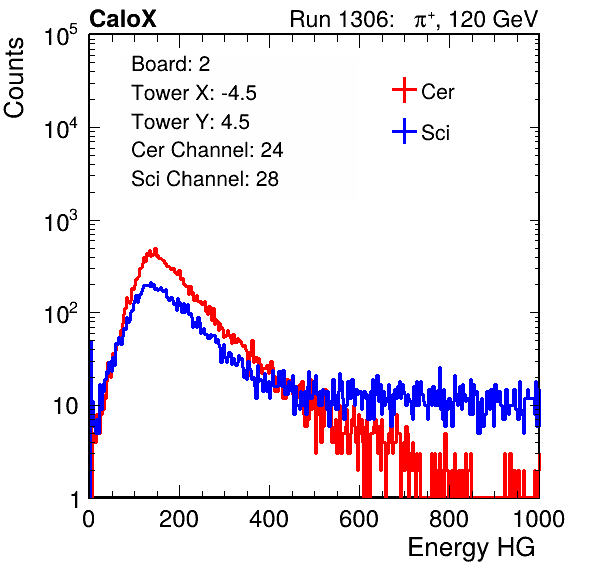 CaloX Run 1306: π⁺, 120 GeV
Counts
Board: 2
Tower X: -4.5
Tower Y: 4.5
Cer Channel: 24
Sci Channel: 28
Cer
Sci
10⁵
10⁴
10³
10²
10
1
0 200 400 600 800 1000
Energy HG